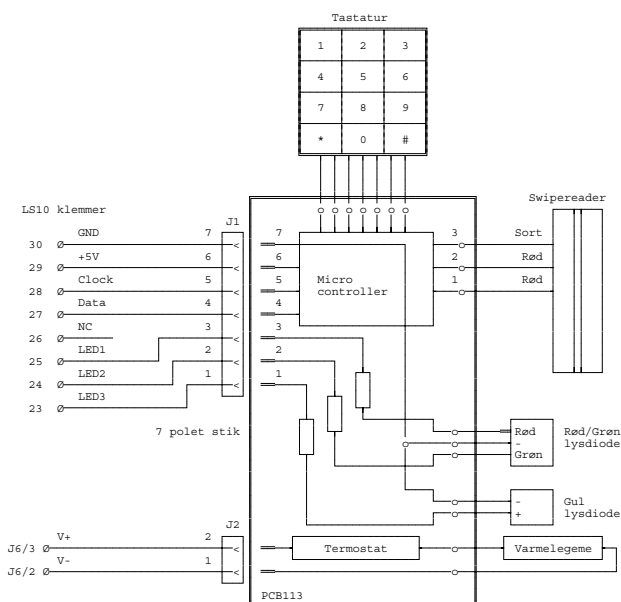 Tastatur
1 2 3
4 5 6
7 8 9
* 0 #
Swipereader
LS10 klemmer
J1
GND 7 7 3 Sort
30 Ø
+5V 6 6 2 Rød
29 Ø
Clock 5 5 Micro controller 1 Rød
28 Ø
Data 4 4
27 Ø
NC 3 3
26 Ø
LED1 2 2
25 Ø
LED2 1 1
24 Ø
LED3
23 Ø
7 polet stik
Rød Rød/Grøn
- lysdiode
Grøn
- Gul
+ lysdiode
J2
V+ 2
J6/3 Ø Termostat Varmelegeme
V- 1
J6/2 Ø
PCB113